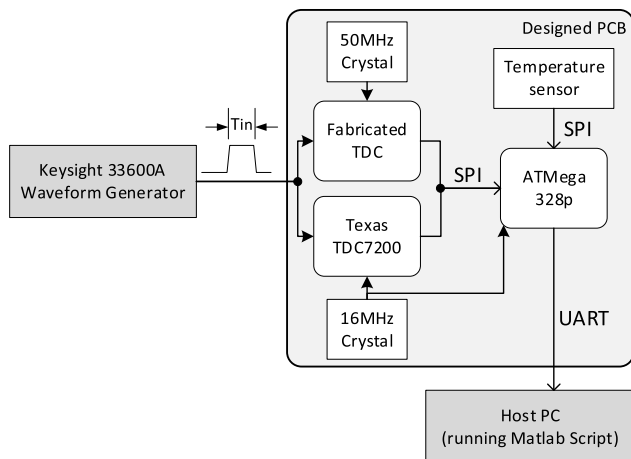 Designed PCB
50MHz
Crystal
Temperature
sensor
Tin
Fabricated
TDC
SPI
Keysight 33600A
Waveform Generator
SPI
ATMega
328p
Texas
TDC7200
16MHz
Crystal
UART
Host PC
(running Matlab Script)